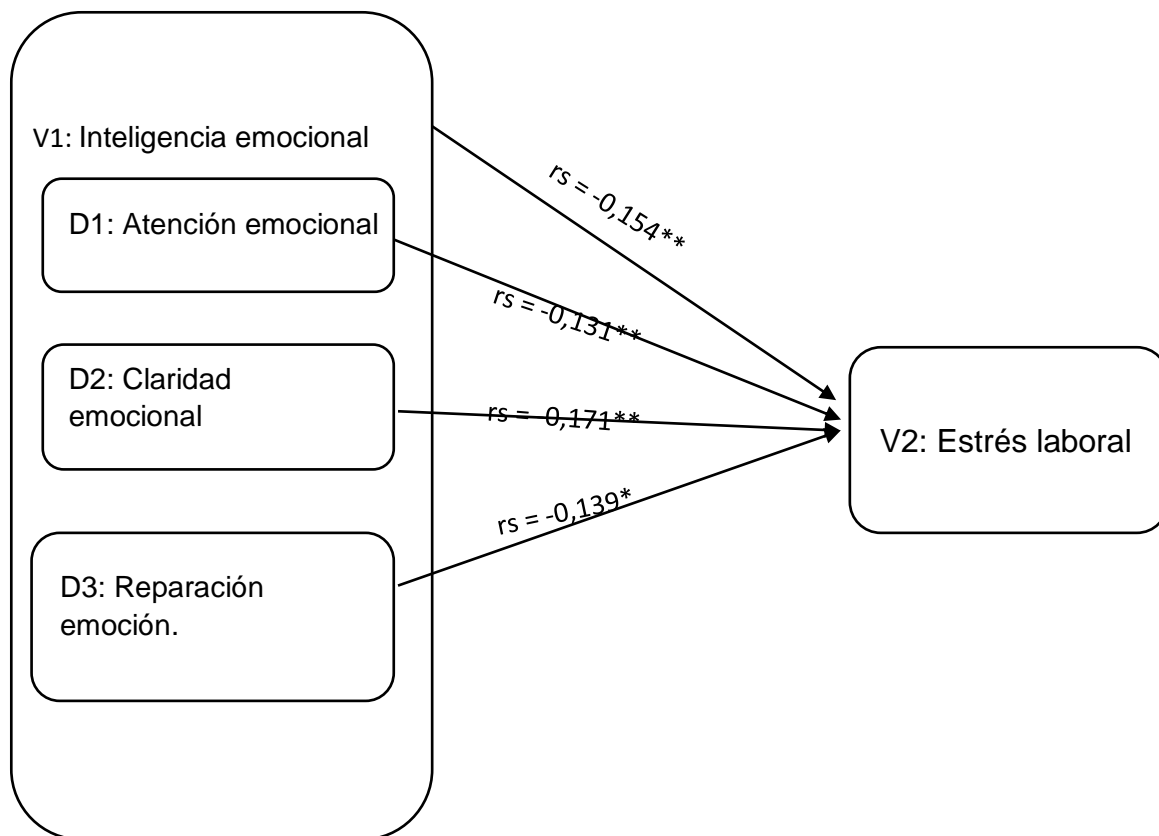 V1: Inteligencia emocional
D1: Atención emocional
D2: Claridad
emocional
D3: Reparación
emoción.
rs = -0,154**
rs = -0,131**
rs = -0,171**
rs = -0,139*
V2: Estrés laboral